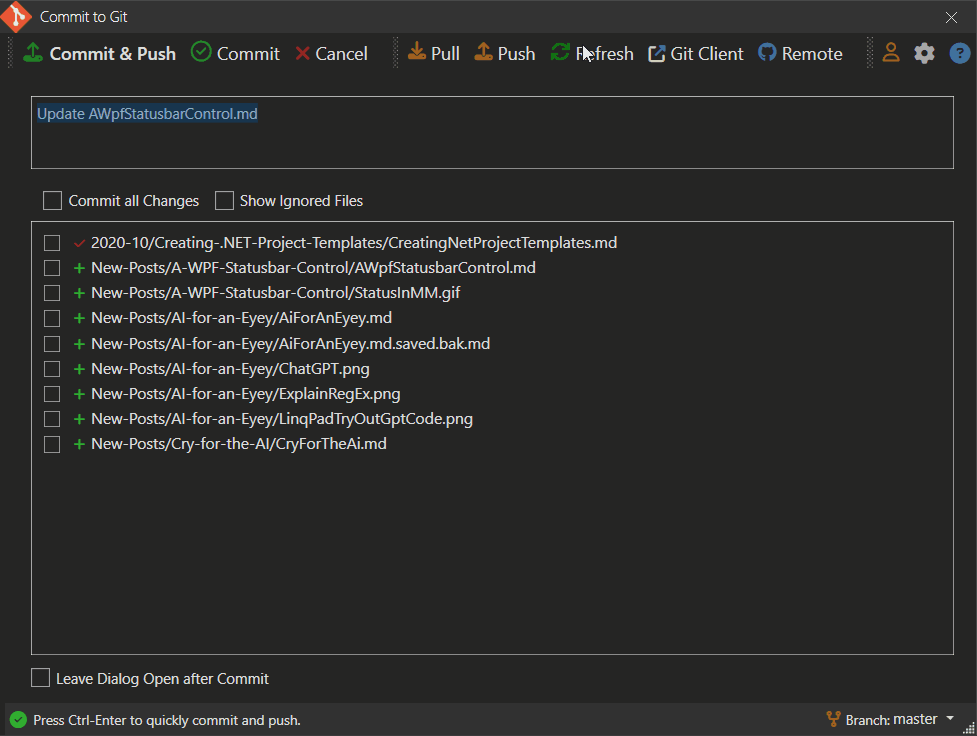 Commit to Git
Commit & Push Commit Cancel Pull Push Refresh Git Client Remote ?
Update AWpfStatusbarControl.md
Commit all Changes Show Ignored Files
2020-10/Creating-.NET-Project-Templates/CreatingNetProjectTemplates.md
New-Posts/A-WPF-Statusbar-Control/AWpfStatusbarControl.md
New-Posts/A-WPF-Statusbar-Control/StatusInMM.gif
New-Posts/AI-for-an-Eyey/AiForAnEyey.md
New-Posts/AI-for-an-Eyey/AiForAnEyey.md.saved.bak.md
New-Posts/AI-for-an-Eyey/ChatGPT.png
New-Posts/AI-for-an-Eyey/ExplainRegEx.png
New-Posts/AI-for-an-Eyey/LinqPadTryOutGptCode.png
New-Posts/Cry-for-the-AI/CryForTheAi.md
Leave Dialog Open after Commit
Press Ctrl-Enter to quickly commit and push. Branch: master